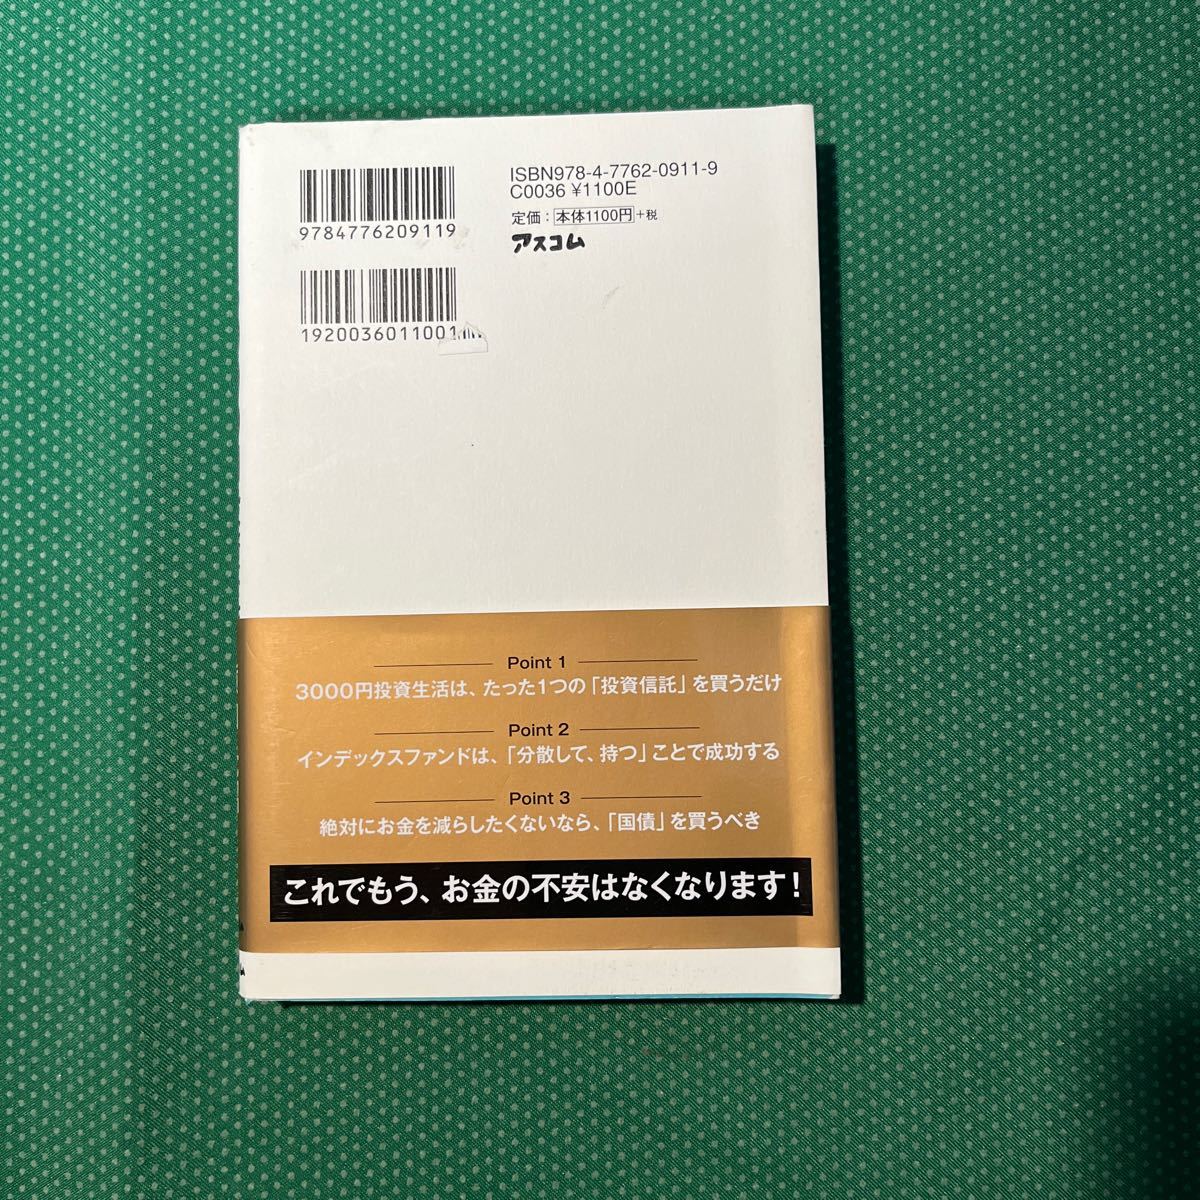 ISBN978-4-7762-0911-9
C0036 ¥1100E
定価：本体1100円+税
アスコム
9784776209119
1920036011001
Point 1
3000円投資生活は、たった1つの「投資信託」を買うだけ
Point 2
インデックスファンドは、「分散して、持つ」ことで成功する
Point 3
絶対にお金を減らしたくないなら、「国債」を買うべき
これでもう、お金の不安はなくなります！